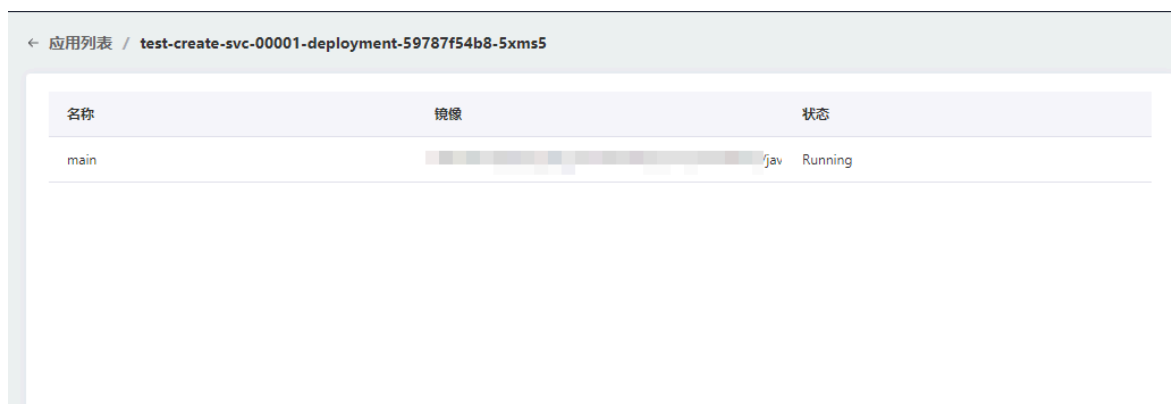 ← 应用列表 / test-create-svc-00001-deployment-59787f54b8-5xms5
名称 镜像 状态
main /jav Running